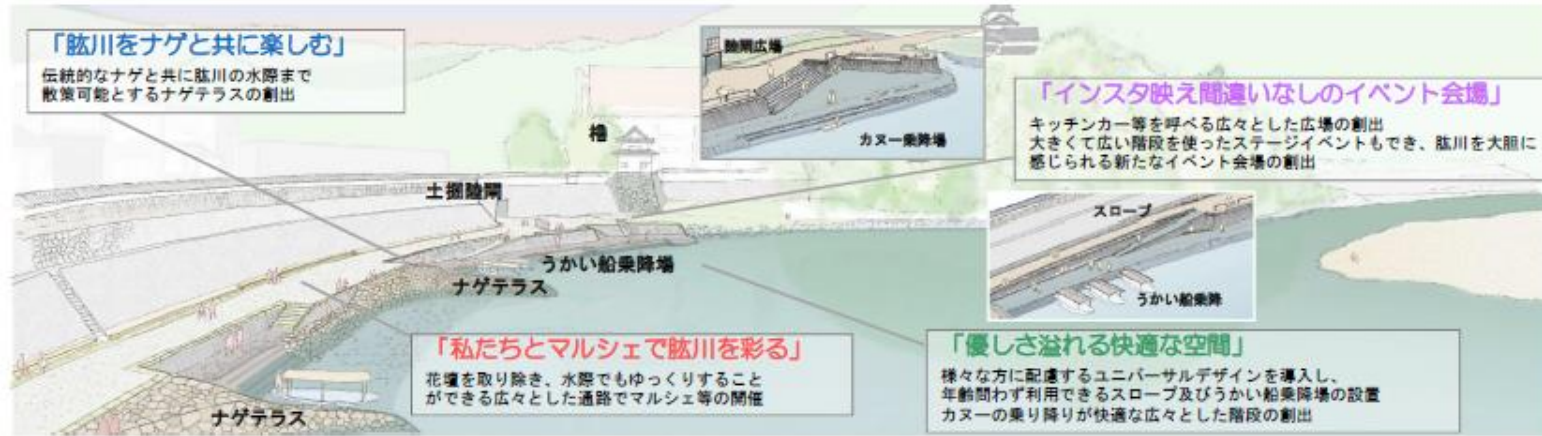 「肱川をナゲと共に楽しむ」
伝統的なナゲと共に肱川の水際まで
散策可能とするナゲテラスの創出
陸閘広場
カヌー乗降場
「インスタ映え間違いなしのイベント会場」
キッチンカー等を呼べる広々とした広場の創出
大きくて広い階段を使ったステージイベントもでき、肱川を大胆に
感じられる新たなイベント会場の創出
櫓
土堀陸閘
スロープ
うかい船乗降
うかい船乗降場
ナゲテラス
「私たちとマルシェで肱川を彩る」
花壇を取り除き、水際でもゆっくりすること
ができる広々とした通路でマルシェ等の開催
「優しさ溢れる快適な空間」
様々な方に配慮するユニバーサルデザインを導入し、
年齢問わず利用できるスロープ及びうかい船乗降場の設置
カヌーの乗り降りが快適な広々とした階段の創出
ナゲテラス